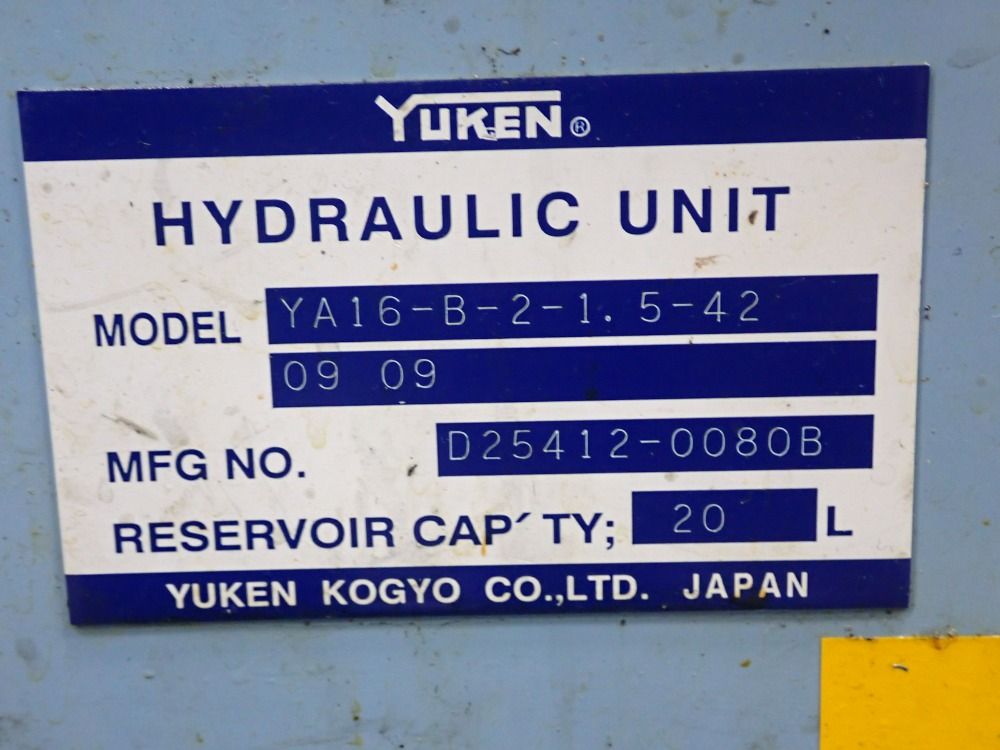 YUKEN®
HYDRAULIC UNIT
MODEL YA16-B-2-1.5-42
09 09
MFG NO. D25412-0080B
RESERVOIR CAP´TY; 20 L
YUKEN KOGYO CO.,LTD. JAPAN